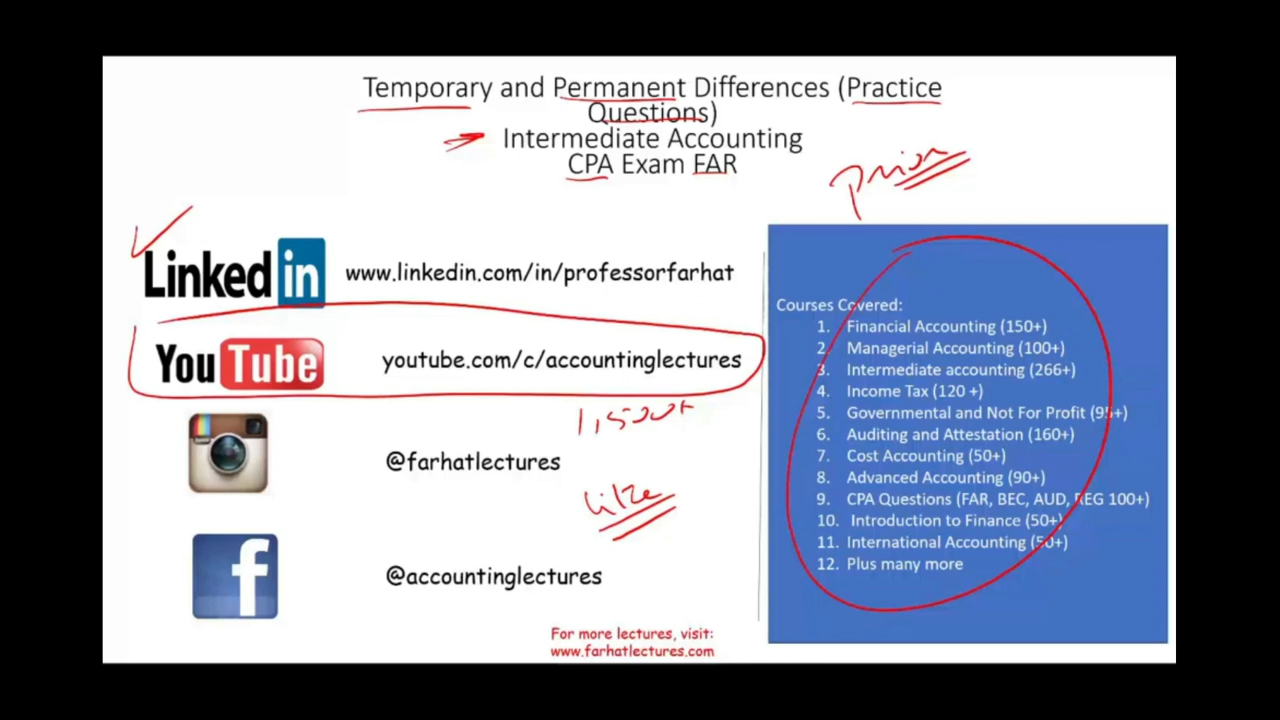 Temporary and Permanent Differences (Practice
Questions)
Intermediate Accounting
CPA Exam FAR
prior
Linked in
www.linkedin.com/in/professorfarhat
YouTube
youtube.com/c/accountinglectures
1,500+
@farhatlectures
like
@accountinglectures
For more lectures, visit:
www.farhatlectures.com
Courses Covered:
1. Financial Accounting (150+)
2. Managerial Accounting (100+)
3. Intermediate accounting (266+)
4. Income Tax (120 +)
5. Governmental and Not For Profit (95+)
6. Auditing and Attestation (160+)
7. Cost Accounting (50+)
8. Advanced Accounting (90+)
9. CPA Questions (FAR, BEC, AUD, REG 100+)
10. Introduction to Finance (50+)
11. International Accounting (50+)
12. Plus many more